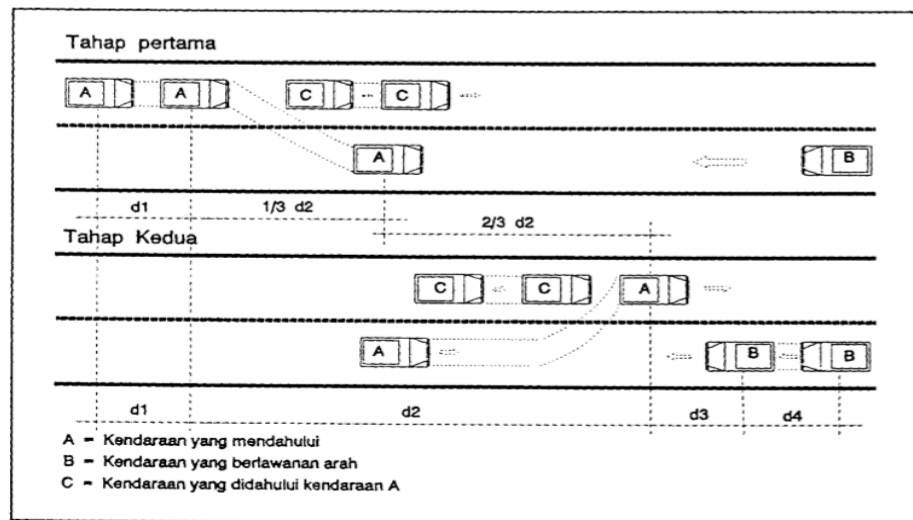 Tahap pertama
A A C C
A B
d1 1/3 d2 2/3 d2
Tahap Kedua
C C A
A B B
d1 d2 d3 d4
A = Kendaraan yang mendahului
B = Kendaraan yang berlawanan arah
C = Kendaraan yang didahului kendaraan A